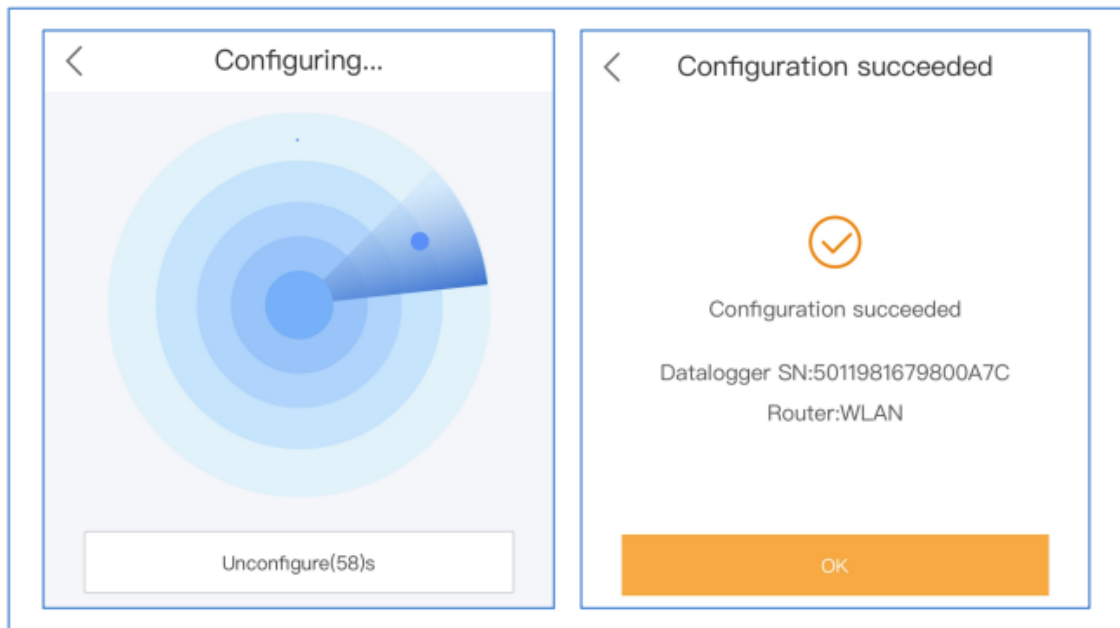 Configuring...
Unconfigure(58)s
Configuration succeeded
Configuration succeeded
Datalogger SN:5011981679800A7C
Router:WLAN
OK